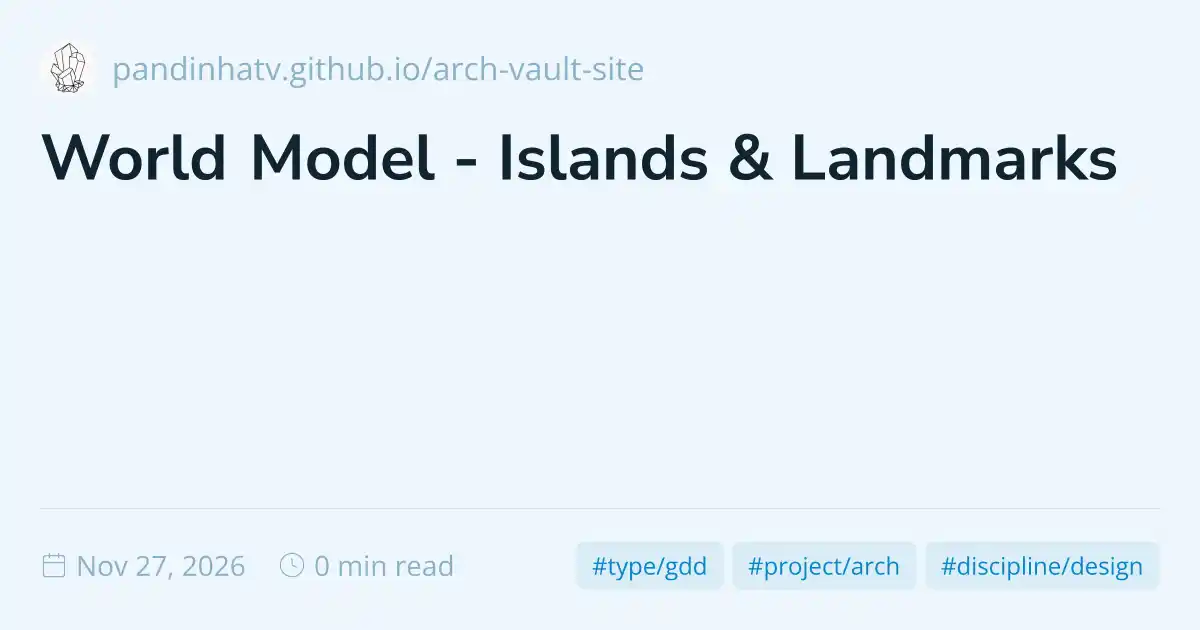 pandinhatv.github.io/arch-vault-site
World Model - Islands & Landmarks
Nov 27, 2026 0 min read #type/gdd #project/arch #discipline/design